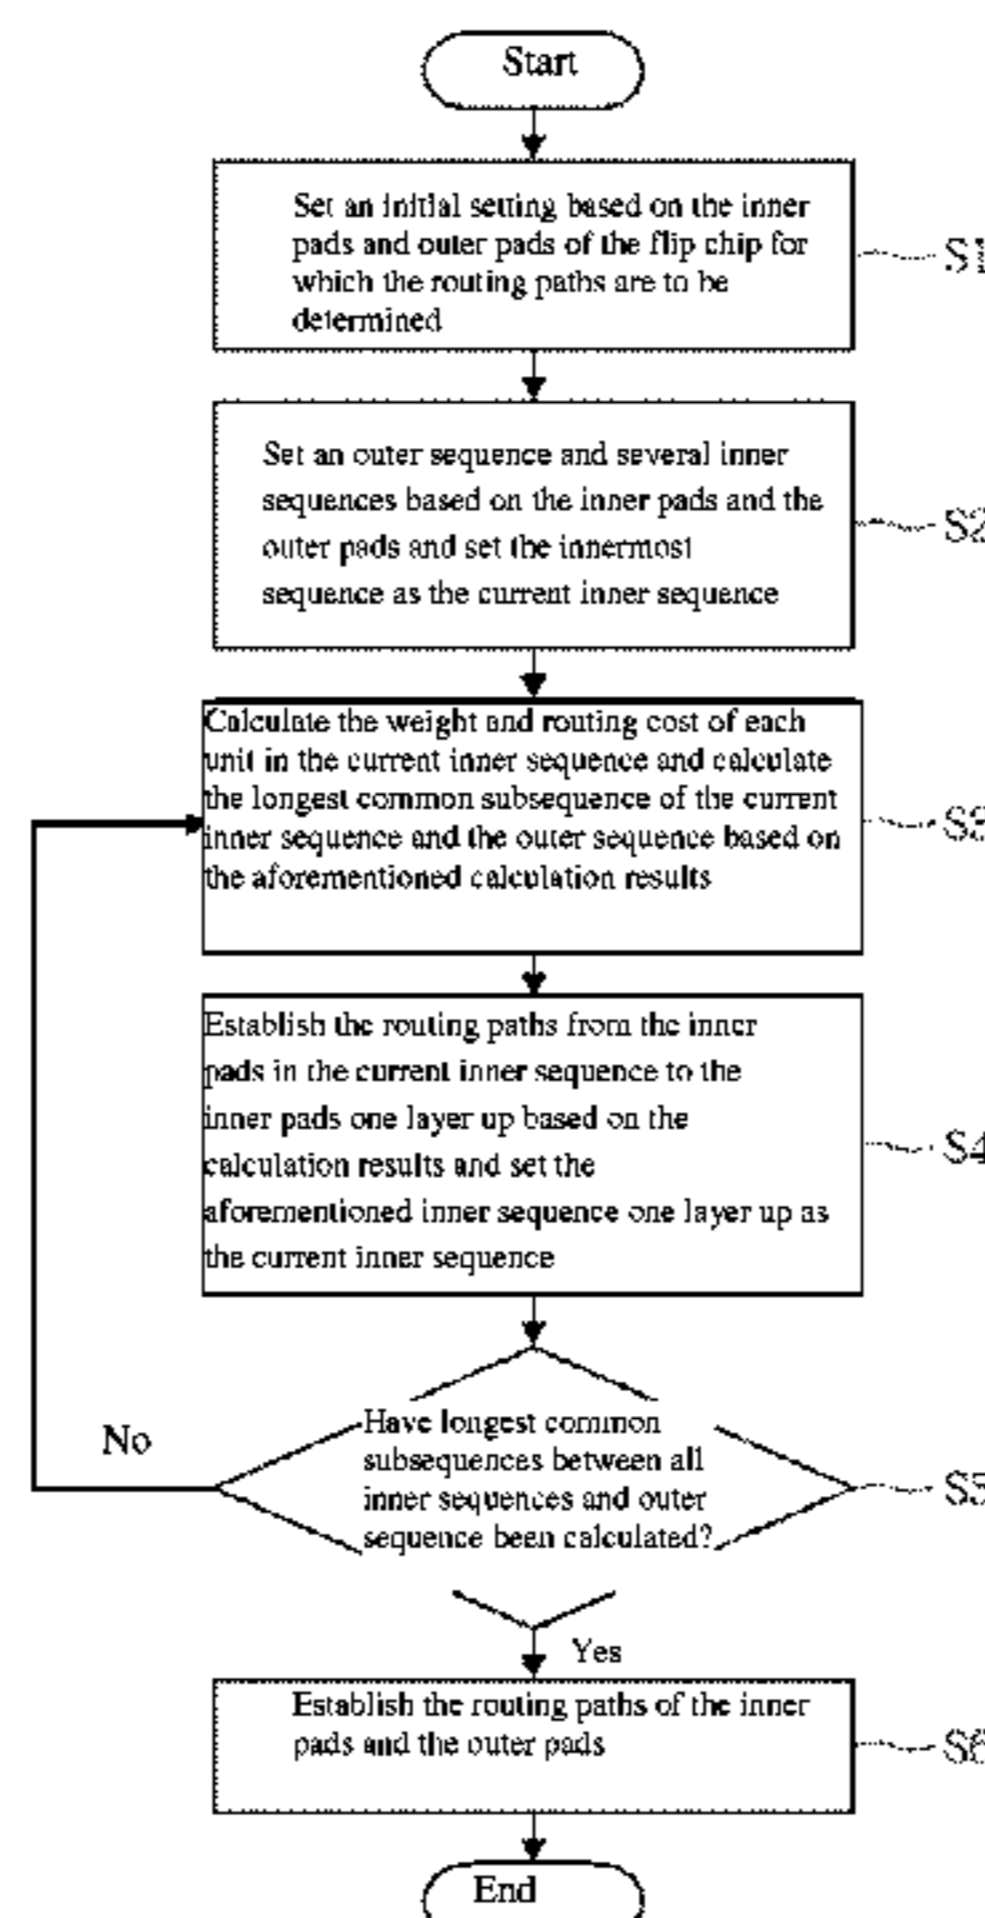 Start
Set an initial setting based on the inner
pads and outer pads of the flip chip for
which the routing paths are to be
determined
S1
Set an outer sequence and several inner
sequences based on the inner pads and the
outer pads and set the innermost
sequence as the current inner sequence
S2
Calculate the weight and routing cost of each
unit in the current inner sequence and calculate
the longest common subsequence of the current
inner sequence and the outer sequence based on
the aforementioned calculation results
S3
Establish the routing paths from the inner
pads in the current inner sequence to the
inner pads one layer up based on the
calculation results and set the
aforementioned inner sequence one layer up as
the current inner sequence
S4
No
Have longest common
subsequences between all
inner sequences and outer
sequence been calculated?
S5
Yes
Establish the routing paths of the inner
pads and the outer pads
S6
End